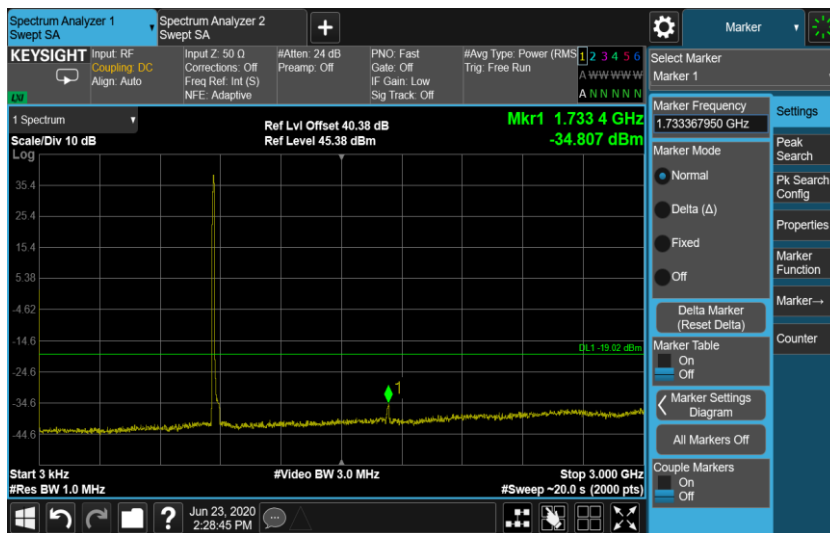 Spectrum Analyzer 1
Swept SA
Spectrum Analyzer 2
Swept SA
+
Marker
KEYSIGHT
Input: RF
Coupling: DC
Align: Auto
Input Z: 50 Ω
Corrections: Off
Freq Ref: Int (S)
NFE: Adaptive
#Atten: 24 dB
Preamp: Off
PNO: Fast
Gate: Off
IF Gain: Low
Sig Track: Off
#Avg Type: Power (RMS
Trig: Free Run
1 2 3 4 5 6
A W W W W W
A N N N N N
LXI
Select Marker
Marker 1
1 Spectrum
Scale/Div 10 dB
Log
Ref Lvl Offset 40.38 dB
Ref Level 45.38 dBm
Mkr1 1.733 4 GHz
-34.807 dBm
35.4
25.4
15.4
5.38
-4.62
-14.6
-24.6
-34.6
-44.6
DL1 -19.02 dBm
1
Start 3 kHz
#Res BW 1.0 MHz
#Video BW 3.0 MHz
Stop 3.000 GHz
#Sweep ~20.0 s (2000 pts)
Marker Frequency
1.733367950 GHz
Marker Mode
Normal
Delta (Δ)
Fixed
Off
Delta Marker
(Reset Delta)
Marker Table
On
Off
Marker Settings
Diagram
All Markers Off
Couple Markers
On
Off
Settings
Peak
Search
Pk Search
Config
Properties
Marker
Function
Marker→
Counter
?
Jun 23, 2020
2:28:45 PM